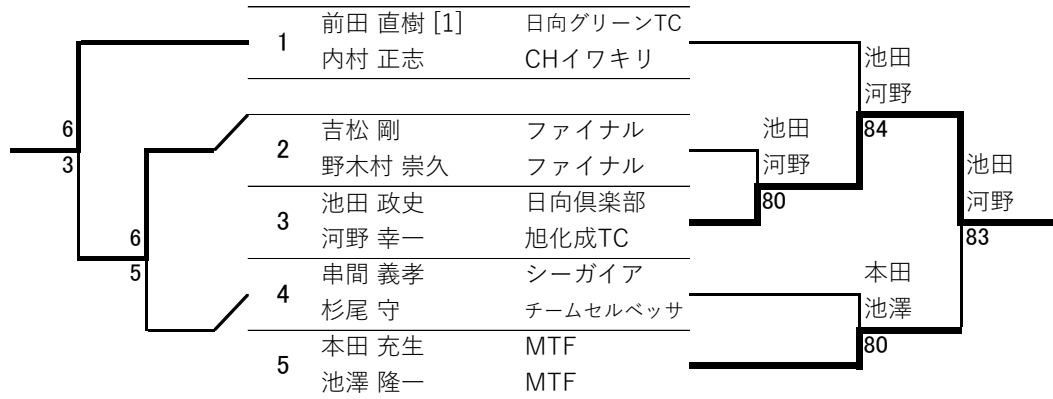 1 前田 直樹 [1] 日向グリーンTC
内村 正志 CHイワキリ
2 吉松 剛 ファイナル
野木村 崇久 ファイナル
3 池田 政史 日向倶楽部
河野 幸一 旭化成TC
4 串間 義孝 シーガイア
杉尾 守 チームセルベッサ
5 本田 充生 MTF
池澤 隆一 MTF
6
3
6
5
池田
河野
80
池田
河野
84
本田
池澤
80
池田
河野
83